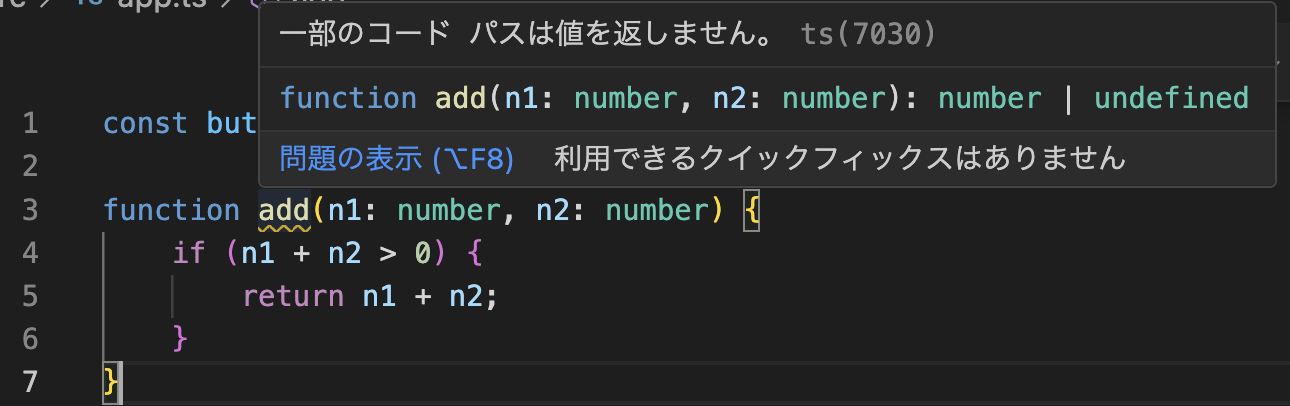 app.ts
一部のコード パスは値を返しません。 ts(7030)
function add(n1: number, n2: number): number | undefined
問題の表示 (⌥F8) 利用できるクイックフィックスはありません
1 const but
2
3 function add(n1: number, n2: number) {
4 if (n1 + n2 > 0) {
5 return n1 + n2;
6 }
7 }